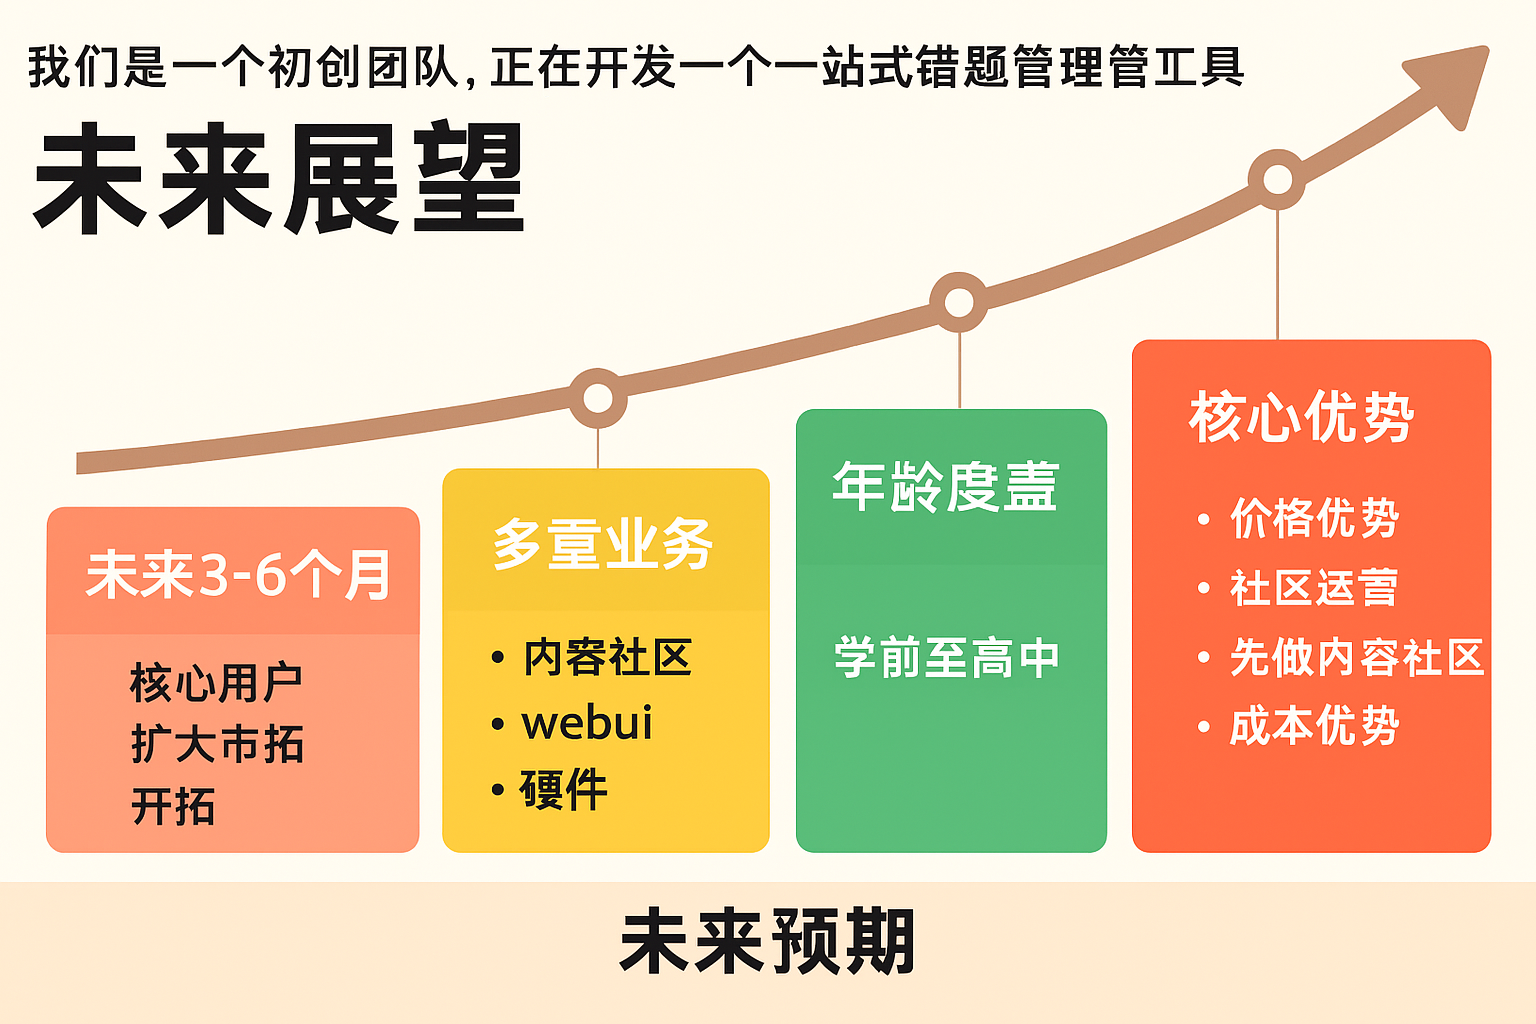 我们是一个初创团队,正在开发一个一站式错题管理管工具
未来展望
未来3-6个月
核心用户
扩大市拓
开拓
多重业务
• 内容社区
• webui
• 硬件
年龄度盖
学前至高中
核心优势
• 价格优势
• 社区运营
• 先做内容社区
• 成本优势
未来预期